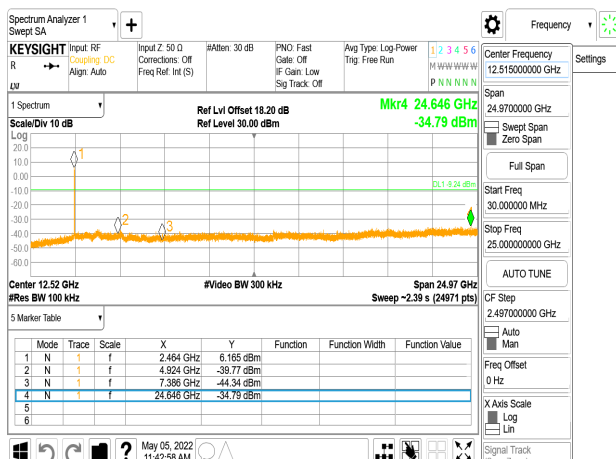 Spectrum Analyzer 1
Swept SA
+
Frequency
Settings
KEYSIGHT
R
Input: RF
Coupling: DC
Align: Auto
Input Z: 50 Ω
Corrections: Off
Freq Ref: Int (S)
#Atten: 30 dB
PNO: Fast
Gate: Off
IF Gain: Low
Sig Track: Off
Avg Type: Log-Power
Trig: Free Run
1 2 3 4 5 6
M W W W W W
P N N N N N
1 Spectrum
Scale/Div 10 dB
Log
Ref Lvl Offset 18.20 dB
Ref Level 30.00 dBm
Mkr4 24.646 GHz
-34.79 dBm
20.0
10.0
0.00
-10.0
-20.0
-30.0
-40.0
-50.0
-60.0
1
2
3
DL1 -9.24 dBm
Center 12.52 GHz
#Res BW 100 kHz
#Video BW 300 kHz
Span 24.97 GHz
Sweep ~2.39 s (24971 pts)
5 Marker Table
Mode Trace Scale X Y Function Function Width Function Value
1 N 1 f 2.464 GHz 6.165 dBm
2 N 1 f 4.924 GHz -39.77 dBm
3 N 1 f 7.386 GHz -44.34 dBm
4 N 1 f 24.646 GHz -34.79 dBm
5
6
?
May 05, 2022
11:42:58 AM
Center Frequency
12.515000000 GHz
Span
24.9700000 GHz
Swept Span
Zero Span
Full Span
Start Freq
30.000000 MHz
Stop Freq
25.000000000 GHz
AUTO TUNE
CF Step
2.497000000 GHz
Auto
Man
Freq Offset
0 Hz
X Axis Scale
Log
Lin
Signal Track